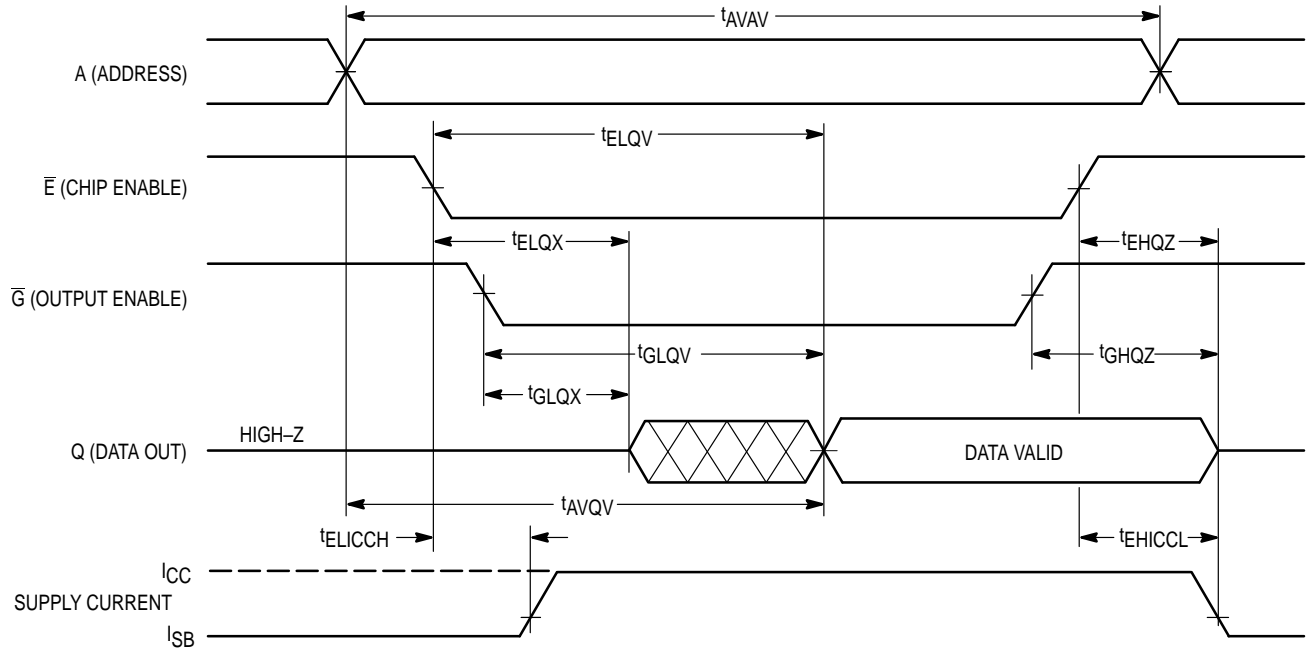 tAVAV
A (ADDRESS)
tELQV
E̅ (CHIP ENABLE)
tELQX
tEHQZ
G̅ (OUTPUT ENABLE)
tGLQV
tGHQZ
tGLQX
HIGH–Z
Q (DATA OUT)
DATA VALID
tAVQV
tELICCH
tEHICCL
ICC
SUPPLY CURRENT
ISB